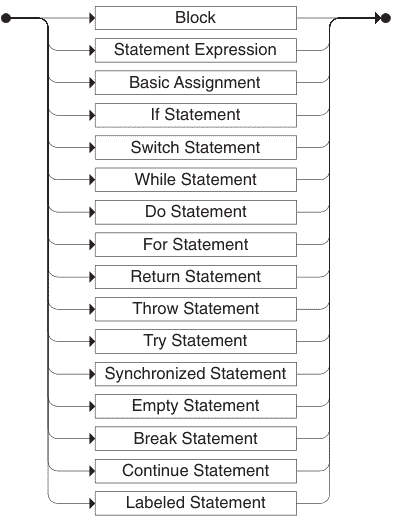 Block
Statement Expression
Basic Assignment
If Statement
Switch Statement
While Statement
Do Statement
For Statement
Return Statement
Throw Statement
Try Statement
Synchronized Statement
Empty Statement
Break Statement
Continue Statement
Labeled Statement